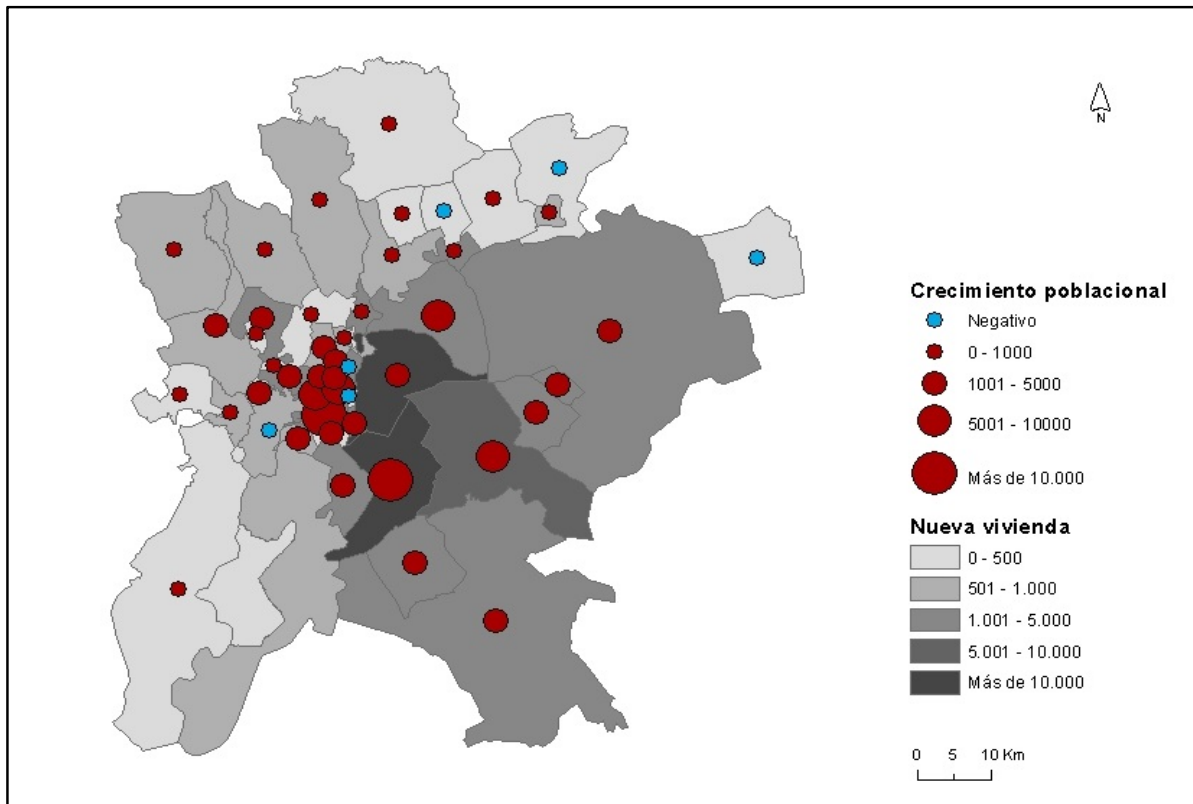 N
Crecimiento poblacional
Negativo
0 - 1000
1001 - 5000
5001 - 10000
Más de 10.000
Nueva vivienda
0 - 500
501 - 1.000
1.001 - 5.000
5.001 - 10.000
Más de 10.000
0 5 10 Km